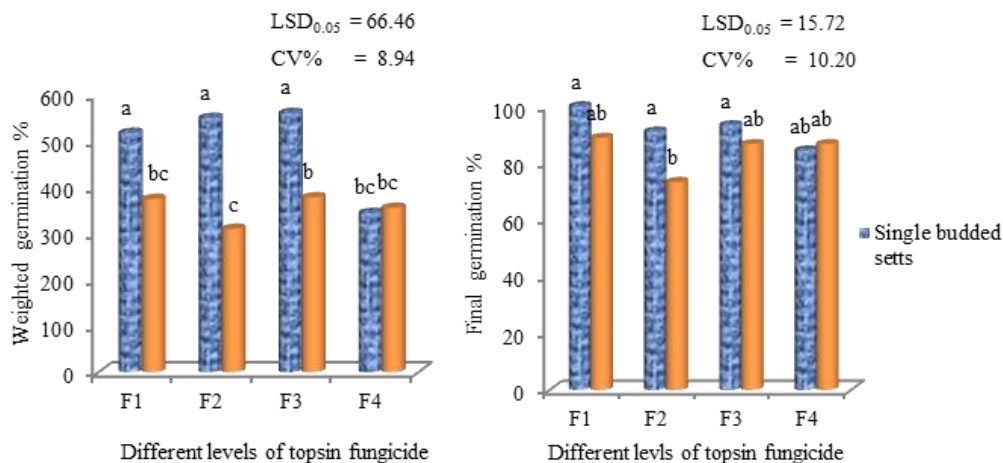 LSD0.05 = 66.46
CV% = 8.94
Weighted germination %
600
500
400
300
200
100
0
a
bc
a
c
a
b
bc
bc
F1
F2
F3
F4
Different levels of topsin fungicide
LSD0.05 = 15.72
CV% = 10.20
Final germination %
100
80
60
40
20
0
a
ab
a
b
a
ab
ab
ab
F1
F2
F3
F4
Different levls of topsin fungicide
Single budded
setts